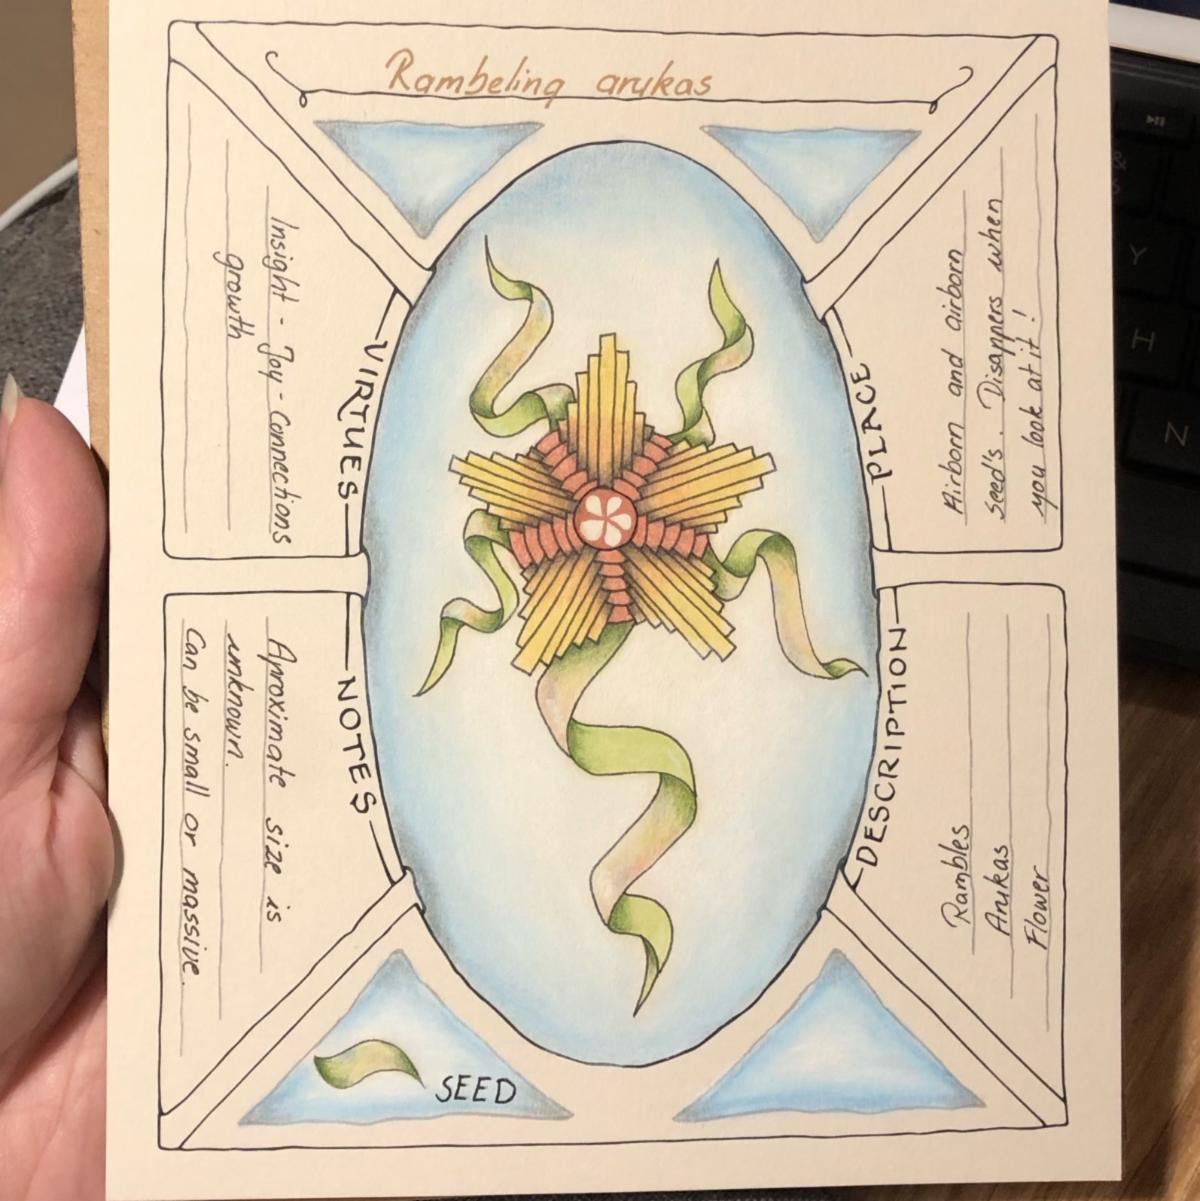 Rambeling arukas
VIRTUES
Insight - Joy - Connections
growth
PLACE
Airborn and airborn
Seed's. Disappers when
you look at it!
NOTES
Aproximate size is
unknown.
Can be small or massive.
DESCRIPTION
Rambles
Arukas
Flower
SEED
&
Y
H
N